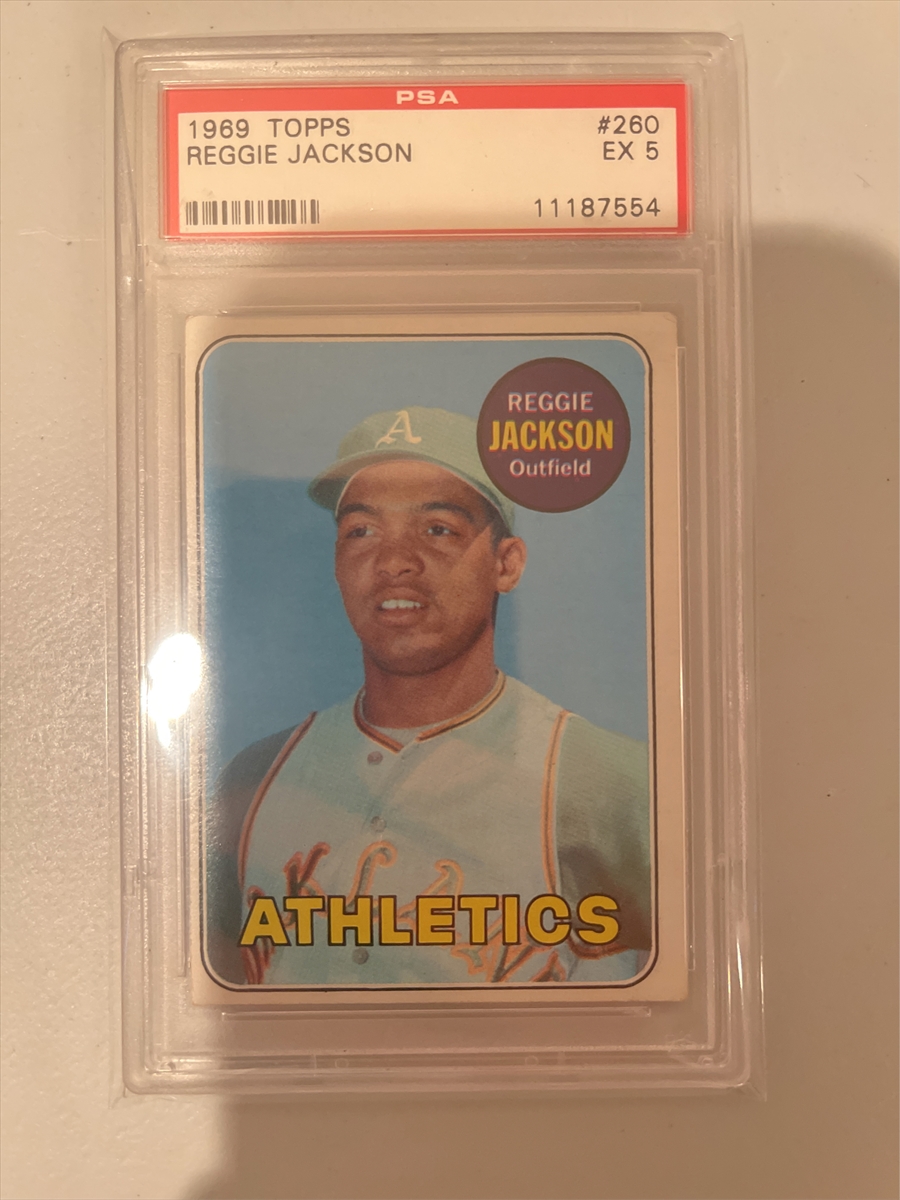 PSA
1969 TOPPS #260
REGGIE JACKSON EX 5
11187554
A
REGGIE
JACKSON
Outfield
ATHLETICS